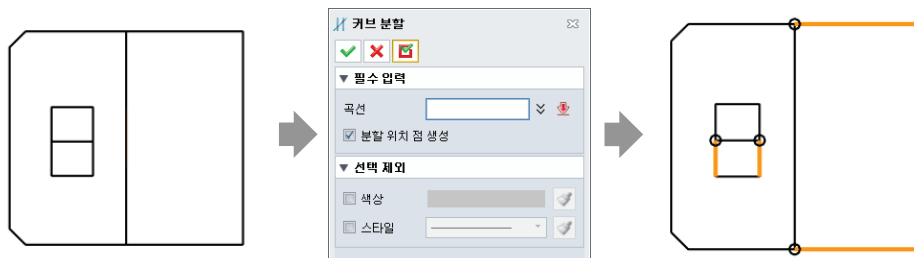 커브 분할
필수 입력
곡선
분할 위치 점 생성
선택 제외
색상
스타일